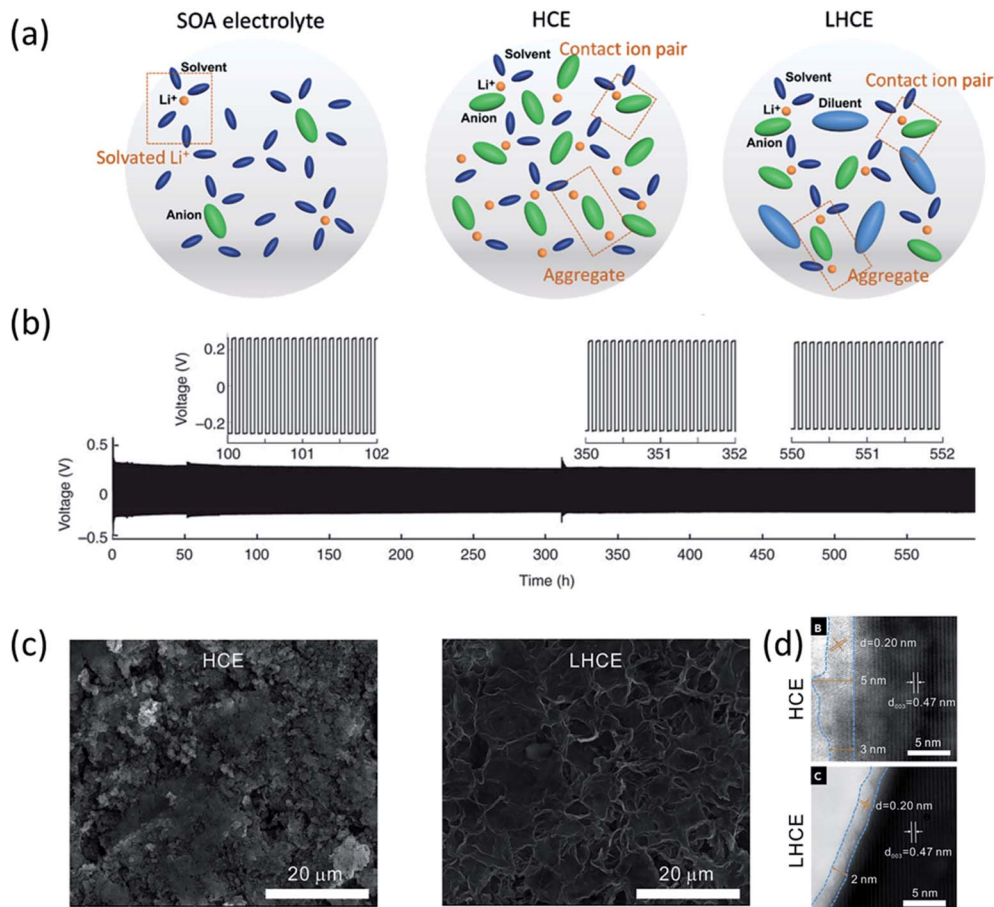 (a)
SOA electrolyte
HCE
LHCE
Solvent
Li⁺
Solvated Li⁺
Anion
Solvent
Contact ion pair
Li⁺
Anion
Aggregate
Solvent
Contact ion pair
Li⁺
Diluent
Anion
Aggregate
(b)
Voltage (V)
0.2
0
−0.2
100 101 102
350 351 352
550 551 552
Voltage (V)
0.5
0
−0.5
0 50 100 150 200 250 300 350 400 450 500 550
Time (h)
(c)
HCE
20 μm
LHCE
20 μm
(d)
HCE
B
d=0.20 nm
5 nm
d₀₀₃=0.47 nm
3 nm
5 nm
LHCE
C
d=0.20 nm
d₀₀₃=0.47 nm
2 nm
5 nm